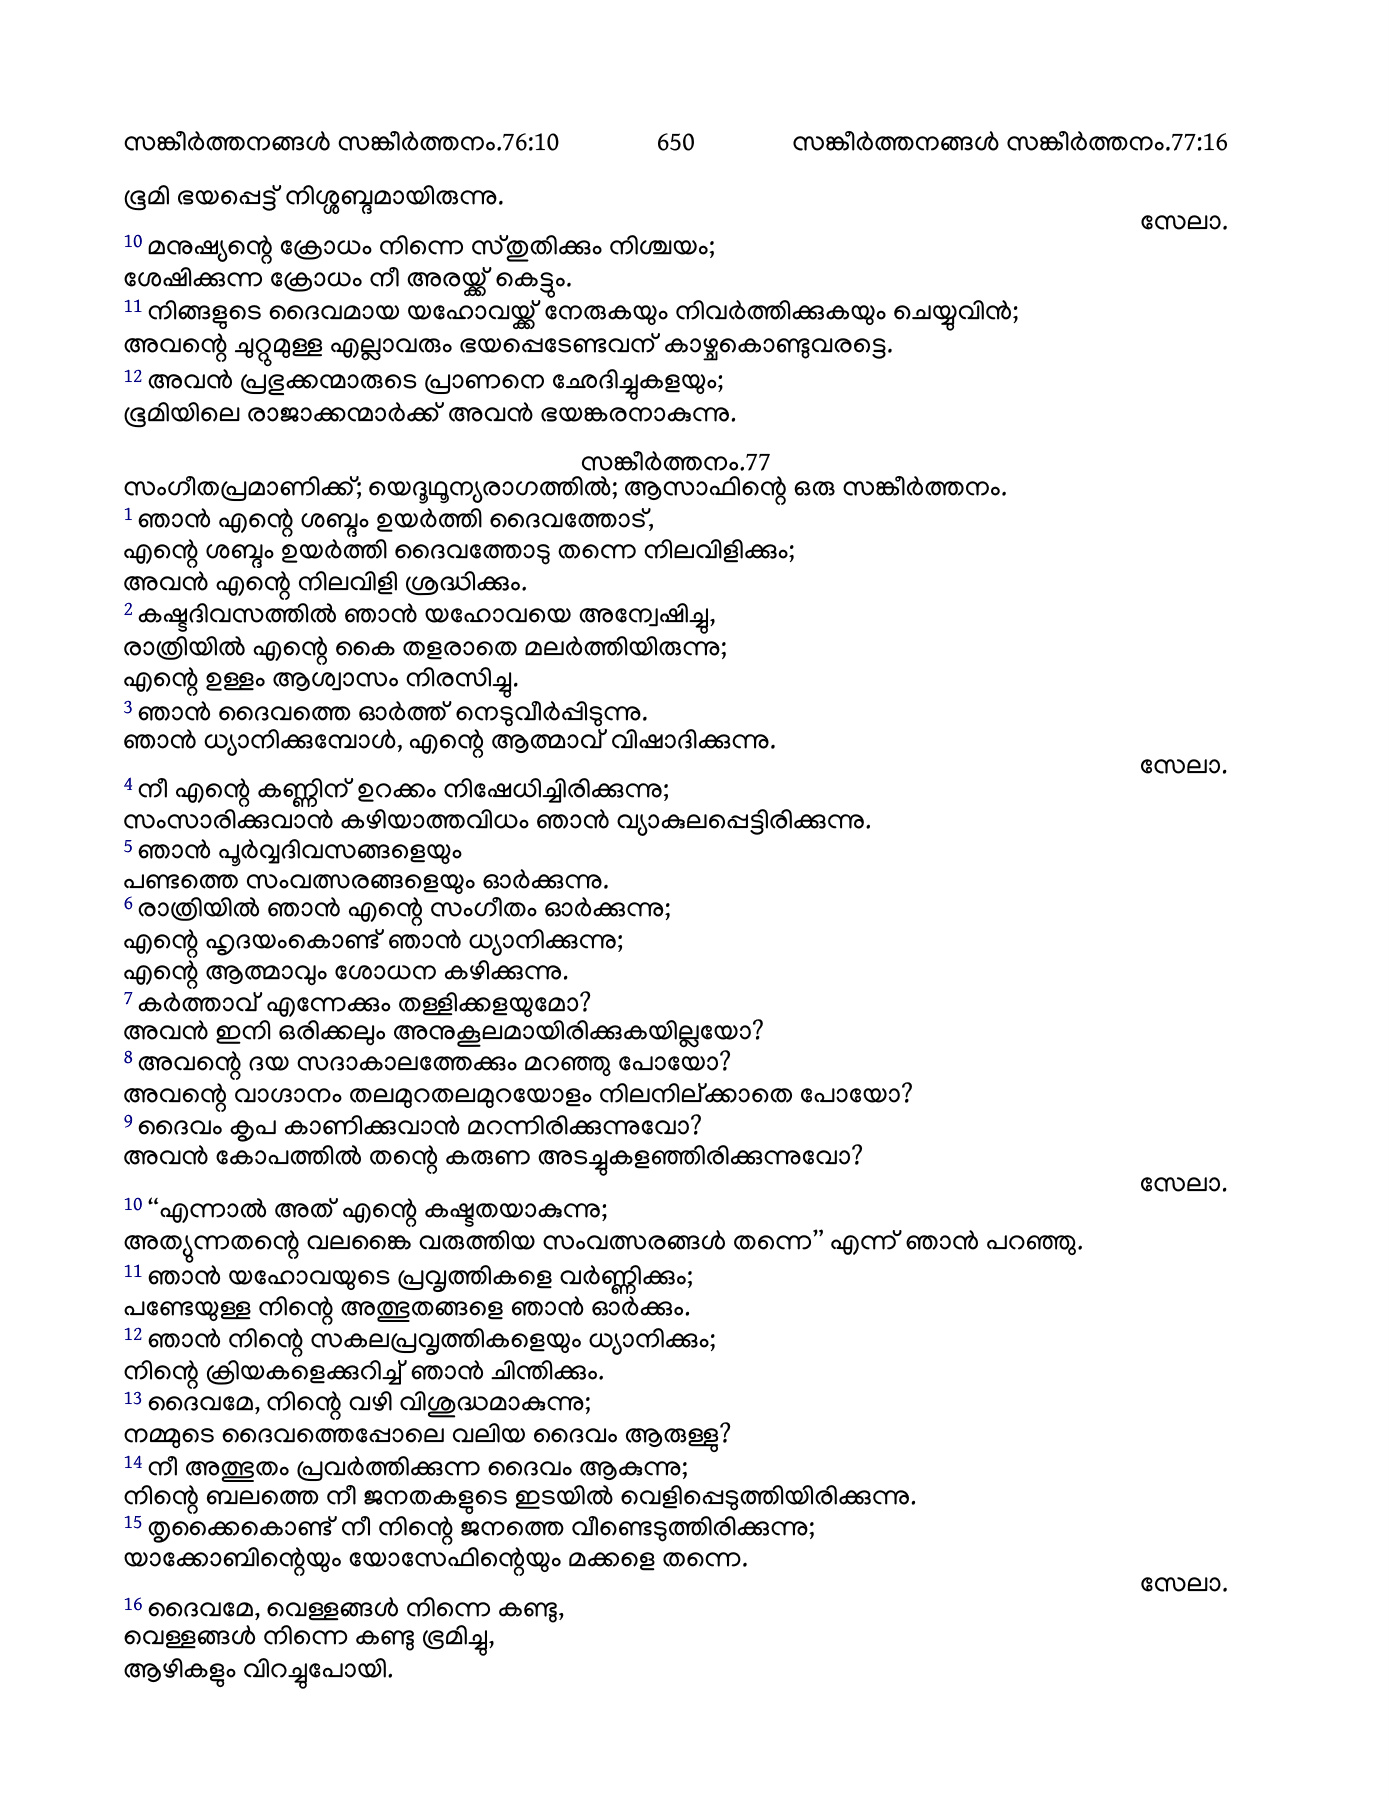 സങ്കീർത്തനങ്ങൾ സങ്കീർത്തനം.76:10 650 സങ്കീർത്തനങ്ങൾ സങ്കീർത്തനം.77:16
ഭൂമി ഭയപ്പെട്ട് നിശ്ശബ്ദമായിരുന്നു.
സേലാ.
10 മനുഷ്യന്റെ ക്രോധം നിന്നെ സ്തുതിക്കും നിശ്ചയം;
ശേഷിക്കുന്ന ക്രോധം നീ അരയ്ക്ക് കെട്ടും.
11 നിങ്ങളുടെ ദൈവമായ യഹോവയ്ക്ക് നേരുകയും നിവർത്തിക്കുകയും ചെയ്യുവിൻ;
അവന്റെ ചുറ്റുമുള്ള എല്ലാവരും ഭയപ്പെടേണ്ടവന് കാഴ്ചകൊണ്ടുവരട്ടെ.
12 അവൻ പ്രഭുക്കന്മാരുടെ പ്രാണനെ ഛേദിച്ചുകളയും;
ഭൂമിയിലെ രാജാക്കന്മാർക്ക് അവൻ ഭയങ്കരനാകുന്നു.
സങ്കീർത്തനം.77
സംഗീതപ്രമാണിക്ക്; യെദൂഥൂന്യരാഗത്തിൽ; ആസാഫിന്റെ ഒരു സങ്കീർത്തനം.
1 ഞാൻ എന്റെ ശബ്ദം ഉയർത്തി ദൈവത്തോട്,
എന്റെ ശബ്ദം ഉയർത്തി ദൈവത്തോടു തന്നെ നിലവിളിക്കും;
അവൻ എന്റെ നിലവിളി ശ്രദ്ധിക്കും.
2 കഷ്ടദിവസത്തിൽ ഞാൻ യഹോവയെ അന്വേഷിച്ചു,
രാത്രിയിൽ എന്റെ കൈ തളരാതെ മലർത്തിയിരുന്നു;
എന്റെ ഉള്ളം ആശ്വാസം നിരസിച്ചു.
3 ഞാൻ ദൈവത്തെ ഓർത്ത് നെടുവീർപ്പിടുന്നു.
ഞാൻ ധ്യാനിക്കുമ്പോൾ, എന്റെ ആത്മാവ് വിഷാദിക്കുന്നു.
സേലാ.
4 നീ എന്റെ കണ്ണിന് ഉറക്കം നിഷേധിച്ചിരിക്കുന്നു;
സംസാരിക്കുവാൻ കഴിയാത്തവിധം ഞാൻ വ്യാകുലപ്പെട്ടിരിക്കുന്നു.
5 ഞാൻ പൂർവ്വദിവസങ്ങളെയും
പണ്ടത്തെ സംവത്സരങ്ങളെയും ഓർക്കുന്നു.
6 രാത്രിയിൽ ഞാൻ എന്റെ സംഗീതം ഓർക്കുന്നു;
എന്റെ ഹൃദയംകൊണ്ട് ഞാൻ ധ്യാനിക്കുന്നു;
എന്റെ ആത്മാവും ശോധന കഴിക്കുന്നു.
7 കർത്താവ് എന്നേക്കും തള്ളിക്കളയുമോ?
അവൻ ഇനി ഒരിക്കലും അനുകൂലമായിരിക്കുകയില്ലയോ?
8 അവന്റെ ദയ സദാകാലത്തേക്കും മറഞ്ഞു പോയോ?
അവന്റെ വാഗ്ദാനം തലമുറതലമുറയോളം നിലനില്ക്കാതെ പോയോ?
9 ദൈവം കൃപ കാണിക്കുവാൻ മറന്നിരിക്കുന്നുവോ?
അവൻ കോപത്തിൽ തന്റെ കരുണ അടച്ചുകളഞ്ഞിരിക്കുന്നുവോ?
സേലാ.
10 “എന്നാൽ അത് എന്റെ കഷ്ടതയാകുന്നു;
അത്യുന്നതന്റെ വലങ്കൈ വരുത്തിയ സംവത്സരങ്ങൾ തന്നെ” എന്ന് ഞാൻ പറഞ്ഞു.
11 ഞാൻ യഹോവയുടെ പ്രവൃത്തികളെ വർണ്ണിക്കും;
പണ്ടേയുള്ള നിന്റെ അത്ഭുതങ്ങളെ ഞാൻ ഓർക്കും.
12 ഞാൻ നിന്റെ സകലപ്രവൃത്തികളെയും ധ്യാനിക്കും;
നിന്റെ ക്രിയകളെക്കുറിച്ച് ഞാൻ ചിന്തിക്കും.
13 ദൈവമേ, നിന്റെ വഴി വിശുദ്ധമാകുന്നു;
നമ്മുടെ ദൈവത്തെപ്പോലെ വലിയ ദൈവം ആരുള്ളു?
14 നീ അത്ഭുതം പ്രവർത്തിക്കുന്ന ദൈവം ആകുന്നു;
നിന്റെ ബലത്തെ നീ ജനതകളുടെ ഇടയിൽ വെളിപ്പെടുത്തിയിരിക്കുന്നു.
15 തൃക്കൈകൊണ്ട് നീ നിന്റെ ജനത്തെ വീണ്ടെടുത്തിരിക്കുന്നു;
യാക്കോബിന്റെയും യോസേഫിന്റെയും മക്കളെ തന്നെ.
സേലാ.
16 ദൈവമേ, വെള്ളങ്ങൾ നിന്നെ കണ്ടു,
വെള്ളങ്ങൾ നിന്നെ കണ്ടു ഭ്രമിച്ചു,
ആഴികളും വിറച്ചുപോയി.